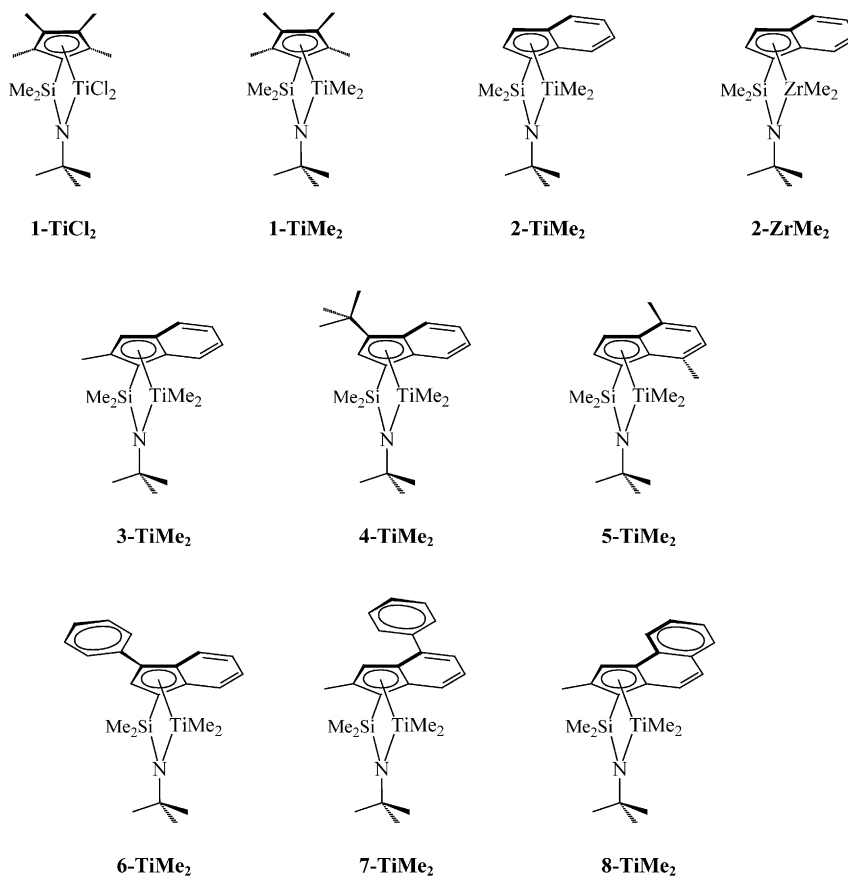 Me₂Si TiCl₂ Me₂Si TiMe₂ Me₂Si TiMe₂ Me₂Si ZrMe₂
N N N N
1-TiCl₂ 1-TiMe₂ 2-TiMe₂ 2-ZrMe₂
Me₂Si TiMe₂ Me₂Si TiMe₂ Me₂Si TiMe₂
N N N
3-TiMe₂ 4-TiMe₂ 5-TiMe₂
Me₂Si TiMe₂ Me₂Si TiMe₂ Me₂Si TiMe₂
N N N
6-TiMe₂ 7-TiMe₂ 8-TiMe₂